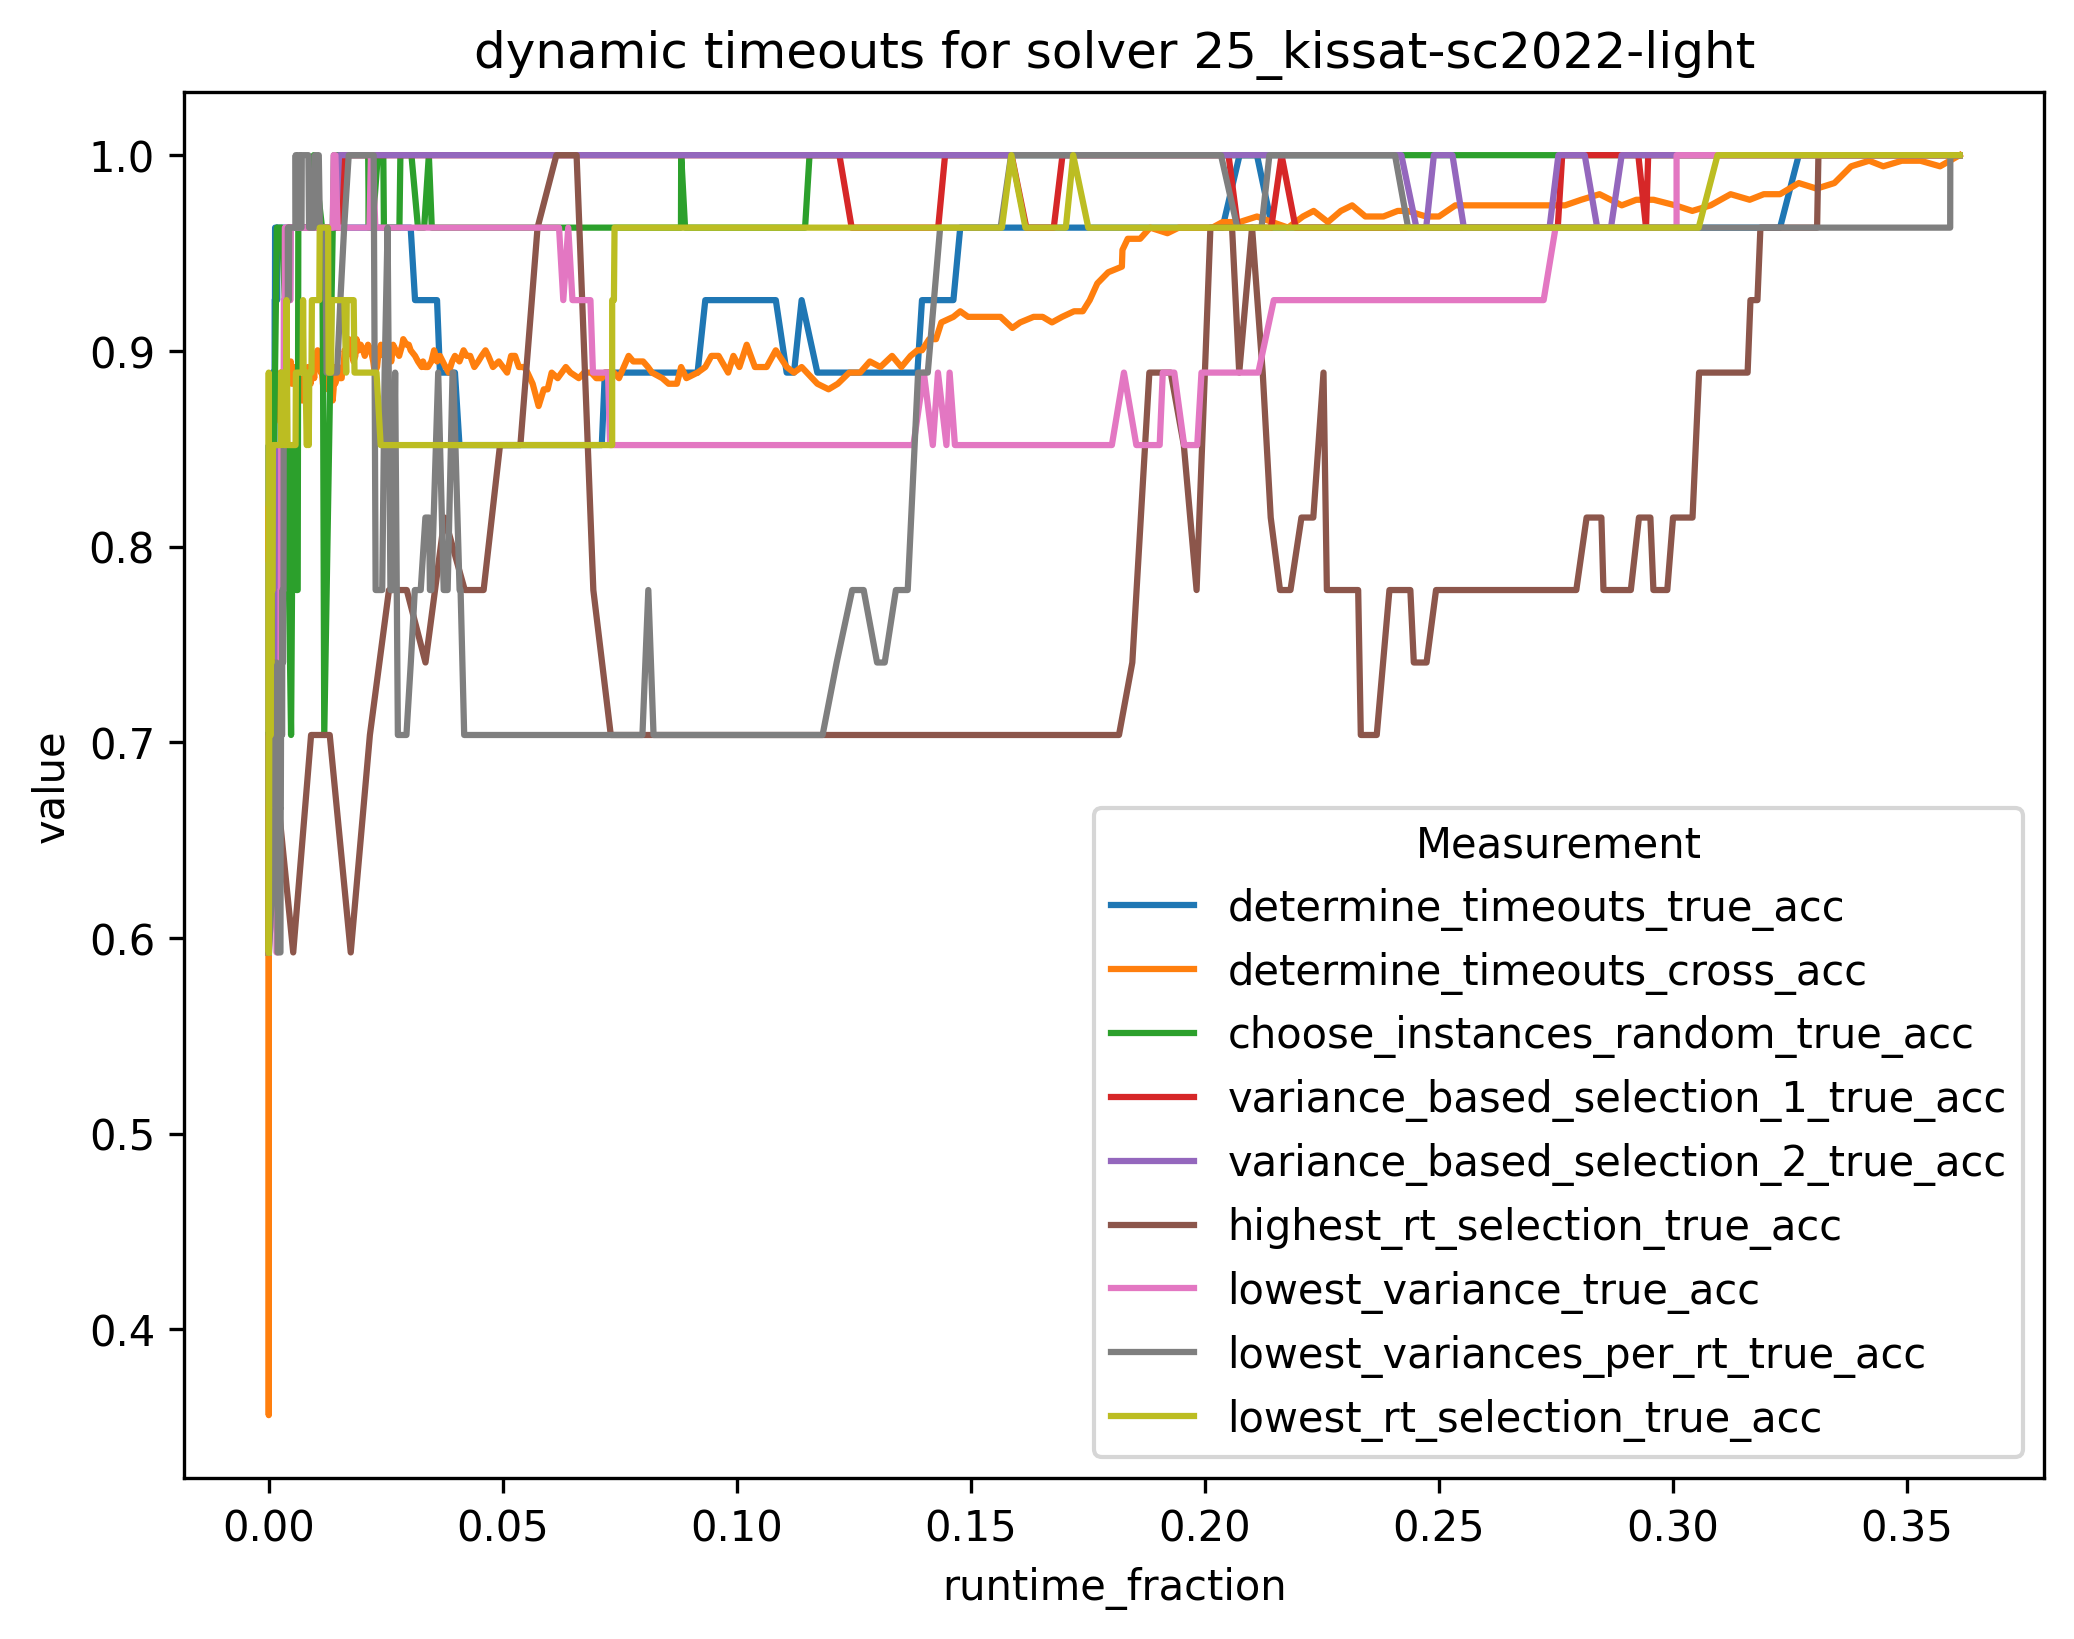 dynamic timeouts for solver 25_kissat-sc2022-light
1.0
0.9
0.8
0.7
0.6
0.5
0.4
value
0.00 0.05 0.10 0.15 0.20 0.25 0.30 0.35
runtime_fraction
Measurement
determine_timeouts_true_acc
determine_timeouts_cross_acc
choose_instances_random_true_acc
variance_based_selection_1_true_acc
variance_based_selection_2_true_acc
highest_rt_selection_true_acc
lowest_variance_true_acc
lowest_variances_per_rt_true_acc
lowest_rt_selection_true_acc